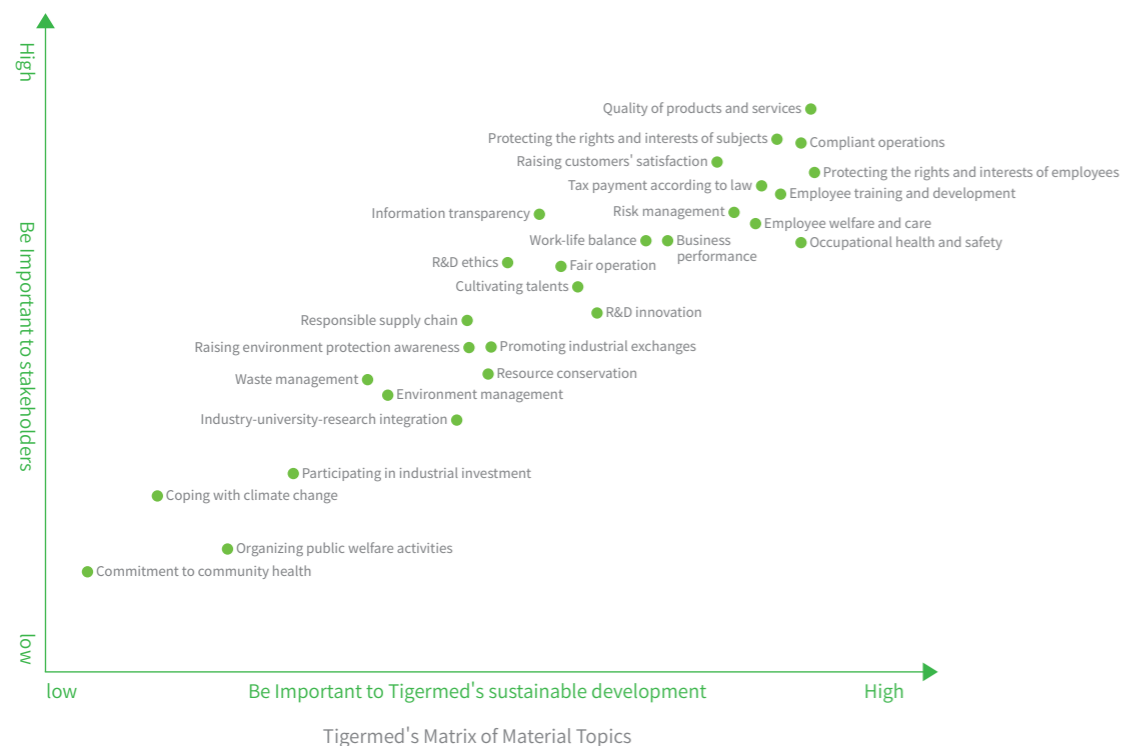 High
Quality of products and services
Protecting the rights and interests of subjects
Compliant operations
Raising customers' satisfaction
Protecting the rights and interests of employees
Tax payment according to law
Employee training and development
Information transparency
Risk management
Employee welfare and care
Work-life balance
Business
performance
Occupational health and safety
R&D ethics
Fair operation
Cultivating talents
R&D innovation
Responsible supply chain
Raising environment protection awareness
Promoting industrial exchanges
Resource conservation
Waste management
Environment management
Industry-university-research integration
Be Important to stakeholders
Participating in industrial investment
Coping with climate change
Organizing public welfare activities
Commitment to community health
low
low
Be Important to Tigermed's sustainable development
High
Tigermed's Matrix of Material Topics